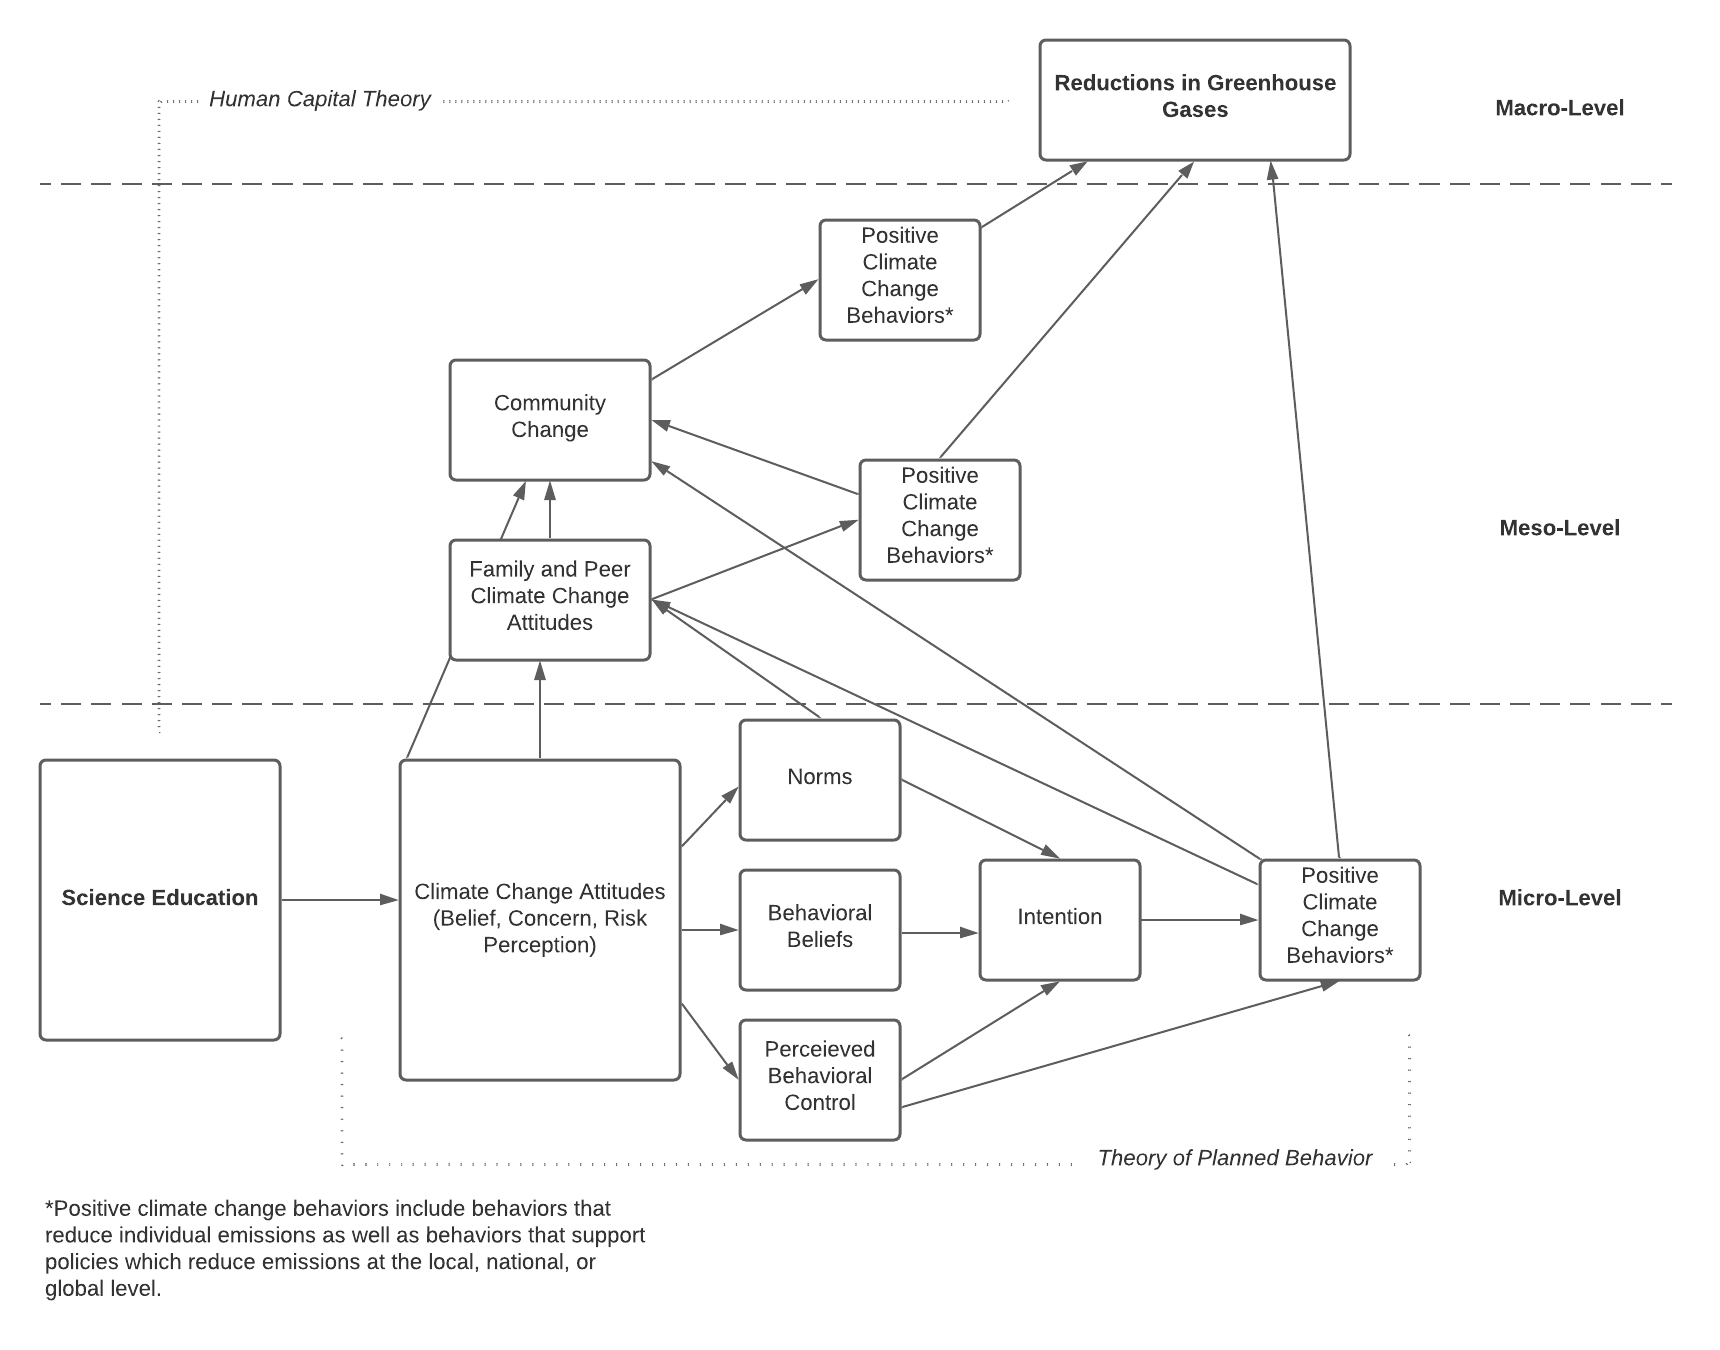 Reductions in Greenhouse
Gases
Human Capital Theory
Macro-Level
Positive
Climate
Change
Behaviors*
Community
Change
Positive
Climate
Change
Behaviors*
Meso-Level
Family and Peer
Climate Change
Attitudes
Norms
Science Education
Climate Change Attitudes
(Belief, Concern, Risk
Perception)
Behavioral
Beliefs
Intention
Positive
Climate
Change
Behaviors*
Micro-Level
Perceieved
Behavioral
Control
Theory of Planned Behavior
*Positive climate change behaviors include behaviors that
reduce individual emissions as well as behaviors that support
policies which reduce emissions at the local, national, or
global level.